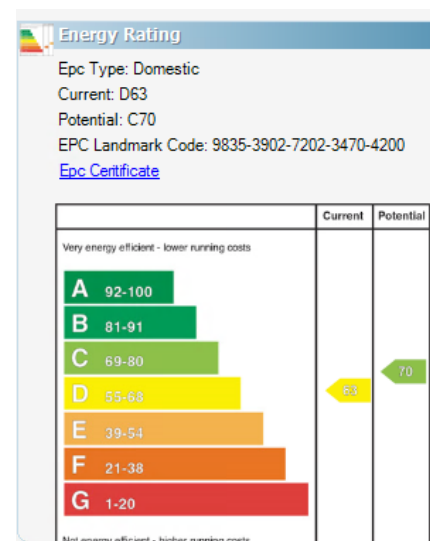 Energy Rating
Epc Type: Domestic
Current: D63
Potential: C70
EPC Landmark Code: 9835-3902-7202-3470-4200
Epc Certificate
Current Potential
Very energy efficient - lower running costs
A 92-100
B 81-91
C 69-80
70
D 55-68
63
E 39-54
F 21-38
G 1-20
Not energy efficient - higher running costs